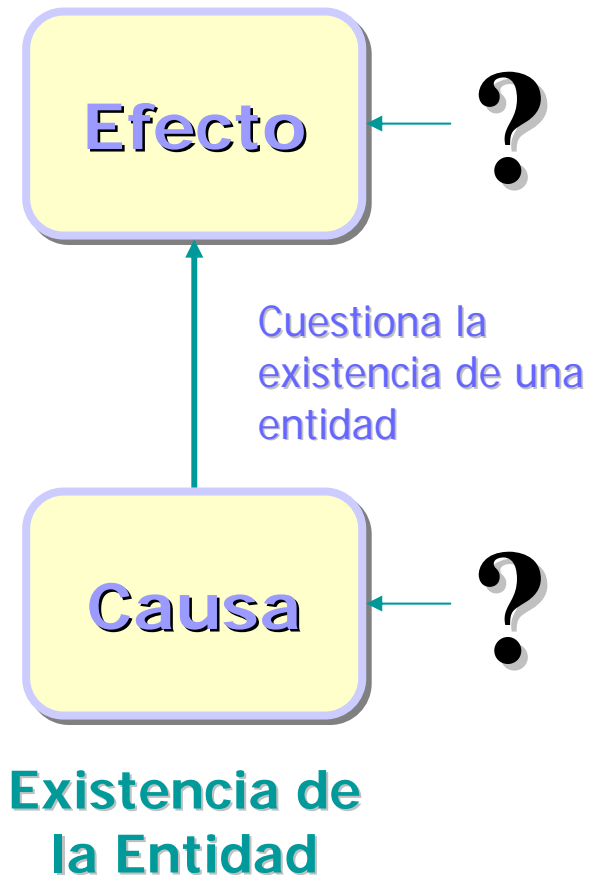 Efecto
?
Cuestiona la
existencia de una
entidad
Causa
?
Existencia de
la Entidad